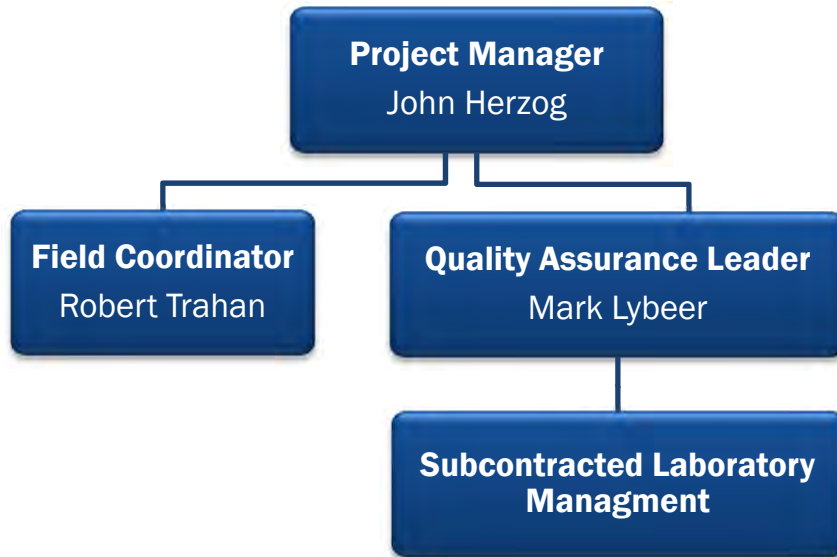 Project Manager
John Herzog
Field Coordinator
Robert Trahan
Quality Assurance Leader
Mark Lybeer
Subcontracted Laboratory
Managment